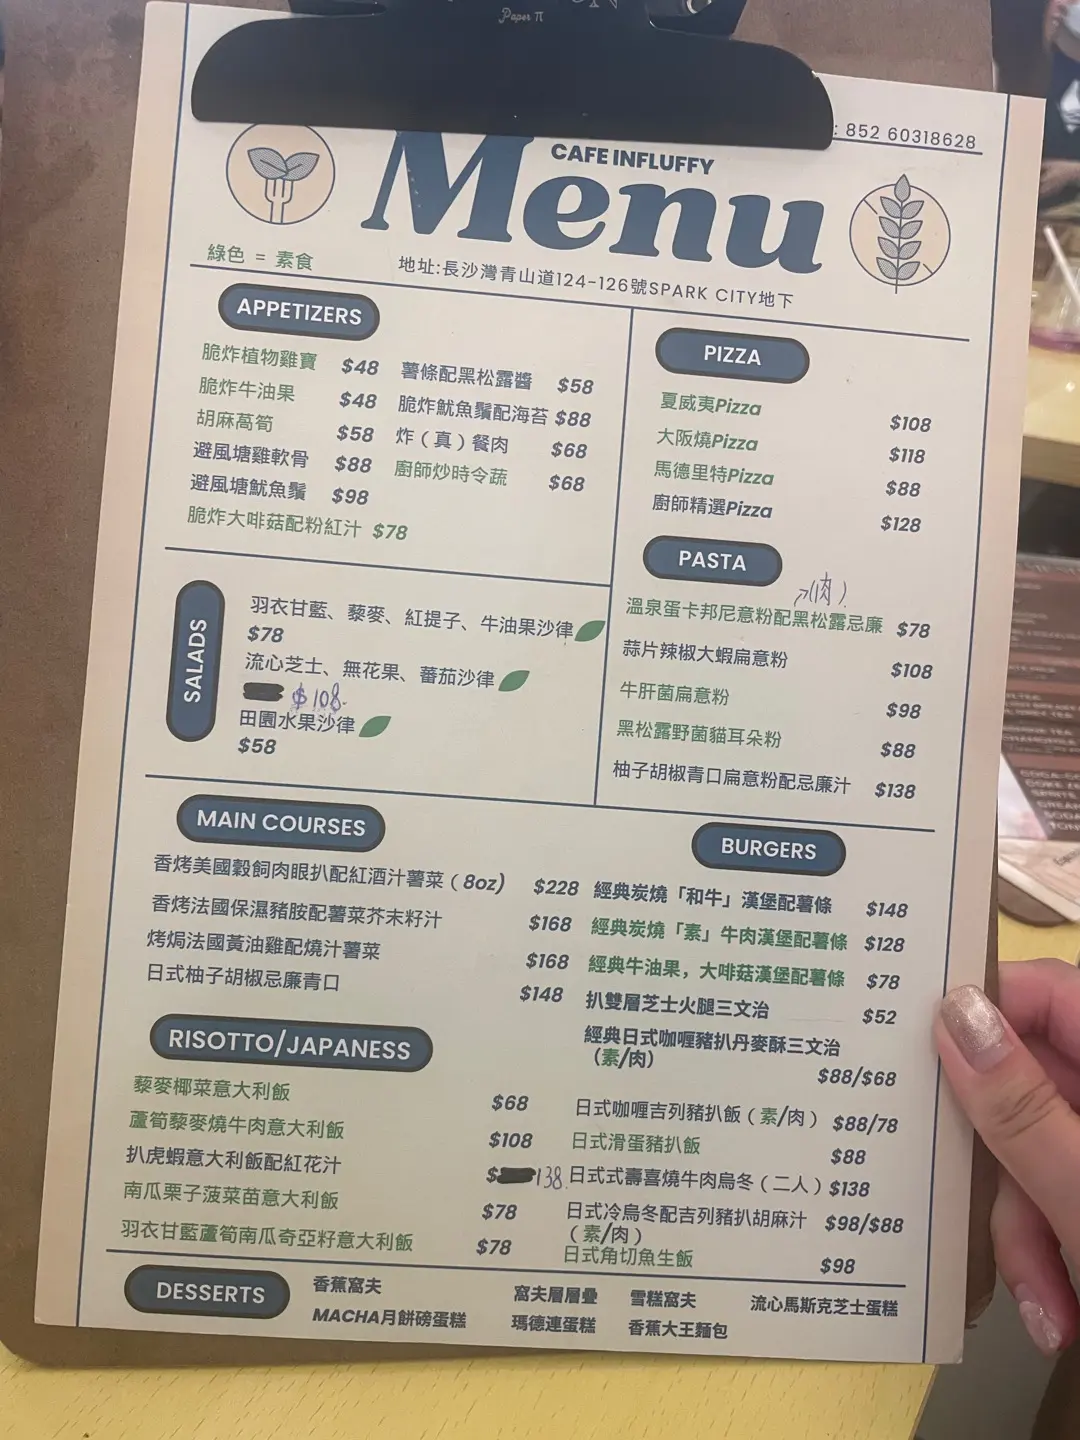 Paper π
: 852 60318628
CAFE INFLUFFY
Menu
綠色 = 素食
地址:長沙灣青山道124-126號SPARK CITY地下
APPETIZERS
脆炸植物雞寶 $48
脆炸牛油果 $48
胡麻萵筍 $58
避風塘雞軟骨 $88
避風塘魷魚鬚 $98
脆炸大啡菇配粉紅汁 $78
薯條配黑松露醬 $58
脆炸魷魚鬚配海苔 $88
炸（真）餐肉 $68
廚師炒時令蔬 $68
PIZZA
夏威夷Pizza $108
大阪燒Pizza $118
馬德里特Pizza $88
廚師精選Pizza $128
PASTA
(肉)
溫泉蛋卡邦尼意粉配黑松露忌廉 $78
蒜片辣椒大蝦扁意粉 $108
牛肝菌扁意粉 $98
黑松露野菌貓耳朵粉 $88
柚子胡椒青口扁意粉配忌廉汁 $138
SALADS
羽衣甘藍、藜麥、紅提子、牛油果沙律
$78
流心芝士、無花果、蕃茄沙律
$108
田園水果沙律
$58
MAIN COURSES
香烤美國穀飼肉眼扒配紅酒汁薯菜（8oz） $228
香烤法國保濕豬胺配薯菜芥末籽汁 $168
烤焗法國黃油雞配燒汁薯菜 $168
日式柚子胡椒忌廉青口 $148
BURGERS
經典炭燒「和牛」漢堡配薯條 $148
經典炭燒「素」牛肉漢堡配薯條 $128
經典牛油果，大啡菇漢堡配薯條 $78
扒雙層芝士火腿三文治 $52
經典日式咖喱豬扒丹麥酥三文治
（素/肉）
$88/$68
RISOTTO/JAPANESS
藜麥椰菜意大利飯 $68
蘆筍藜麥燒牛肉意大利飯 $108
扒虎蝦意大利飯配紅花汁 $138
南瓜栗子菠菜苗意大利飯 $78
羽衣甘藍蘆筍南瓜奇亞籽意大利飯 $78
日式咖喱吉列豬扒飯（素/肉） $88/78
日式滑蛋豬扒飯 $88
日式式壽喜燒牛肉烏冬（二人） $138
日式冷烏冬配吉列豬扒胡麻汁 $98/$88
（素/肉）
日式角切魚生飯 $98
DESSERTS
香蕉窩夫
窩夫層層疊
雪糕窩夫
流心馬斯克芝士蛋糕
MACHA月餅磅蛋糕
瑪德連蛋糕
香蕉大王麵包